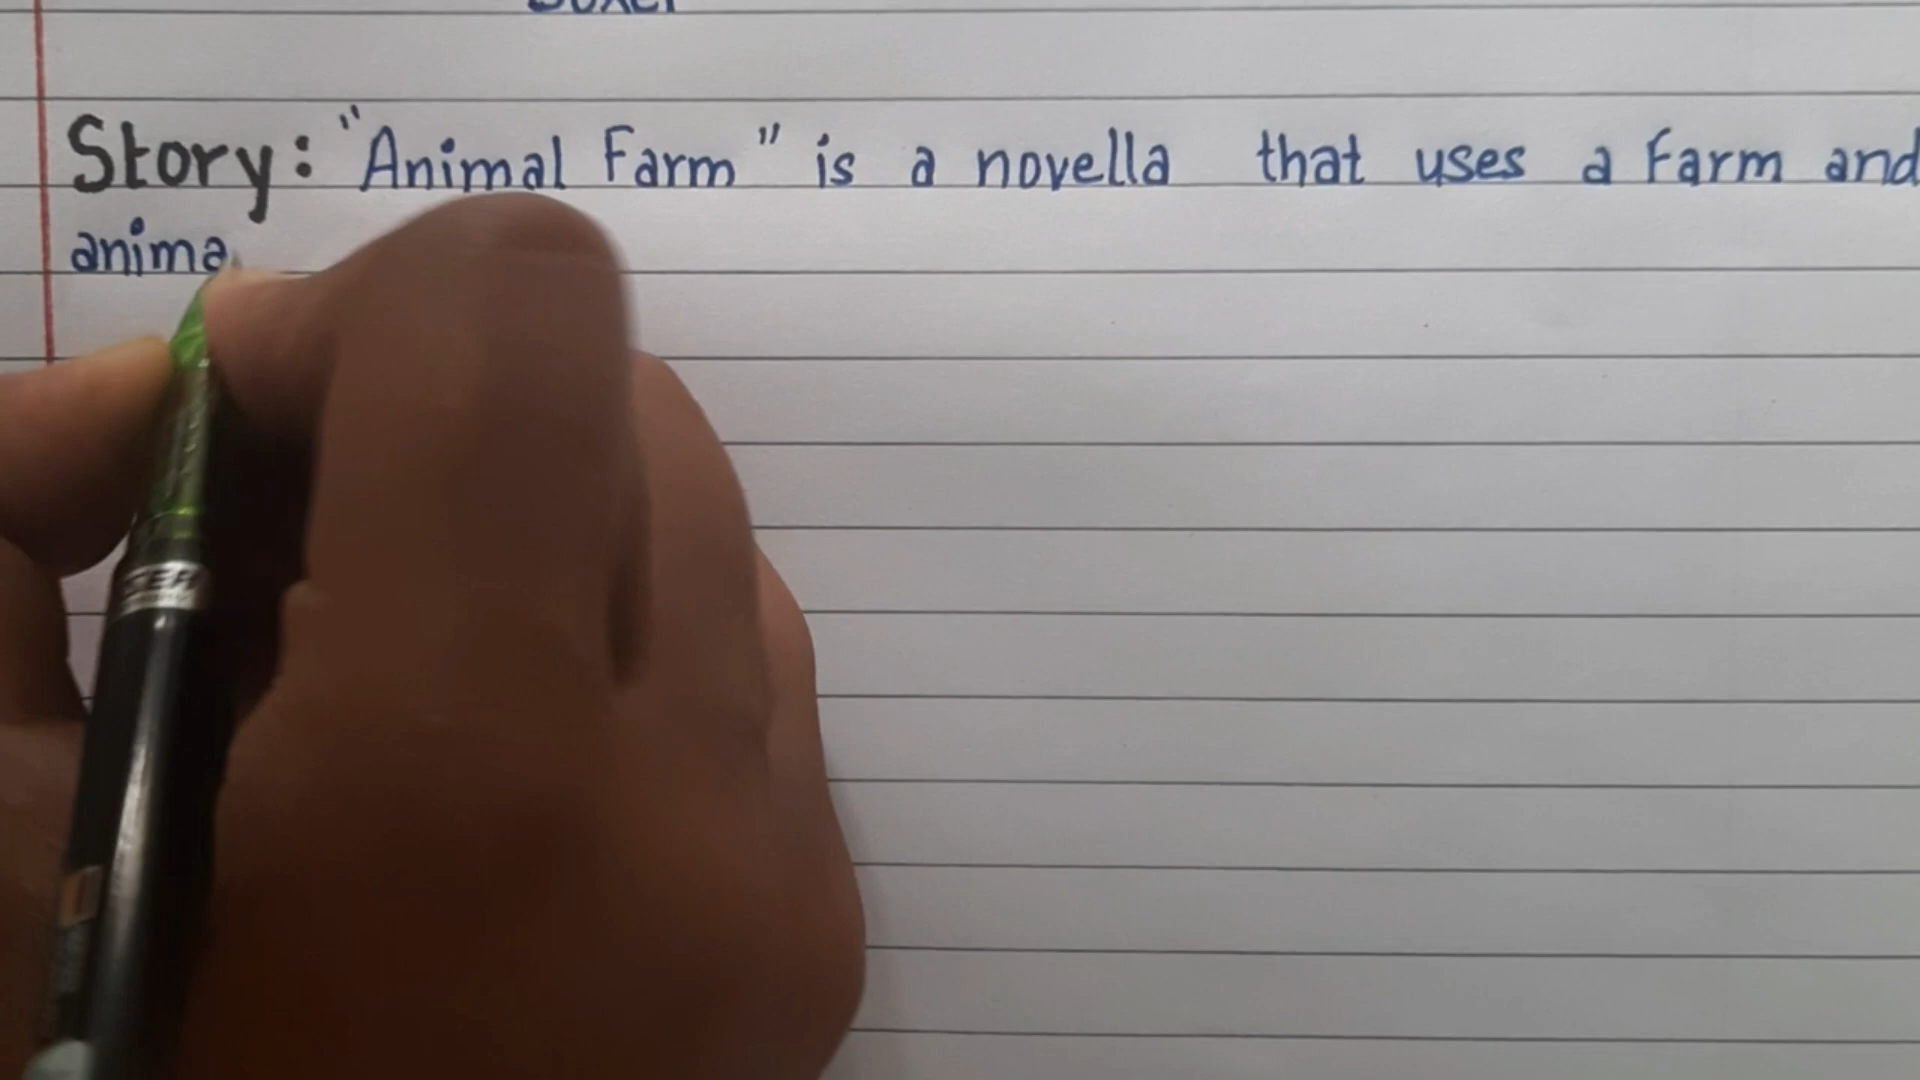 Story: "Animal Farm" is a novella that uses a farm and
anima